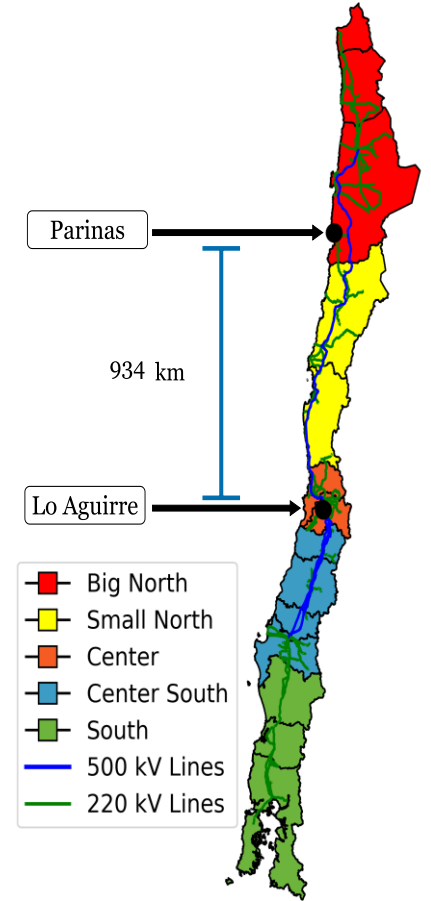 Parinas
934 km
Lo Aguirre
Big North
Small North
Center
Center South
South
500 kV Lines
220 kV Lines